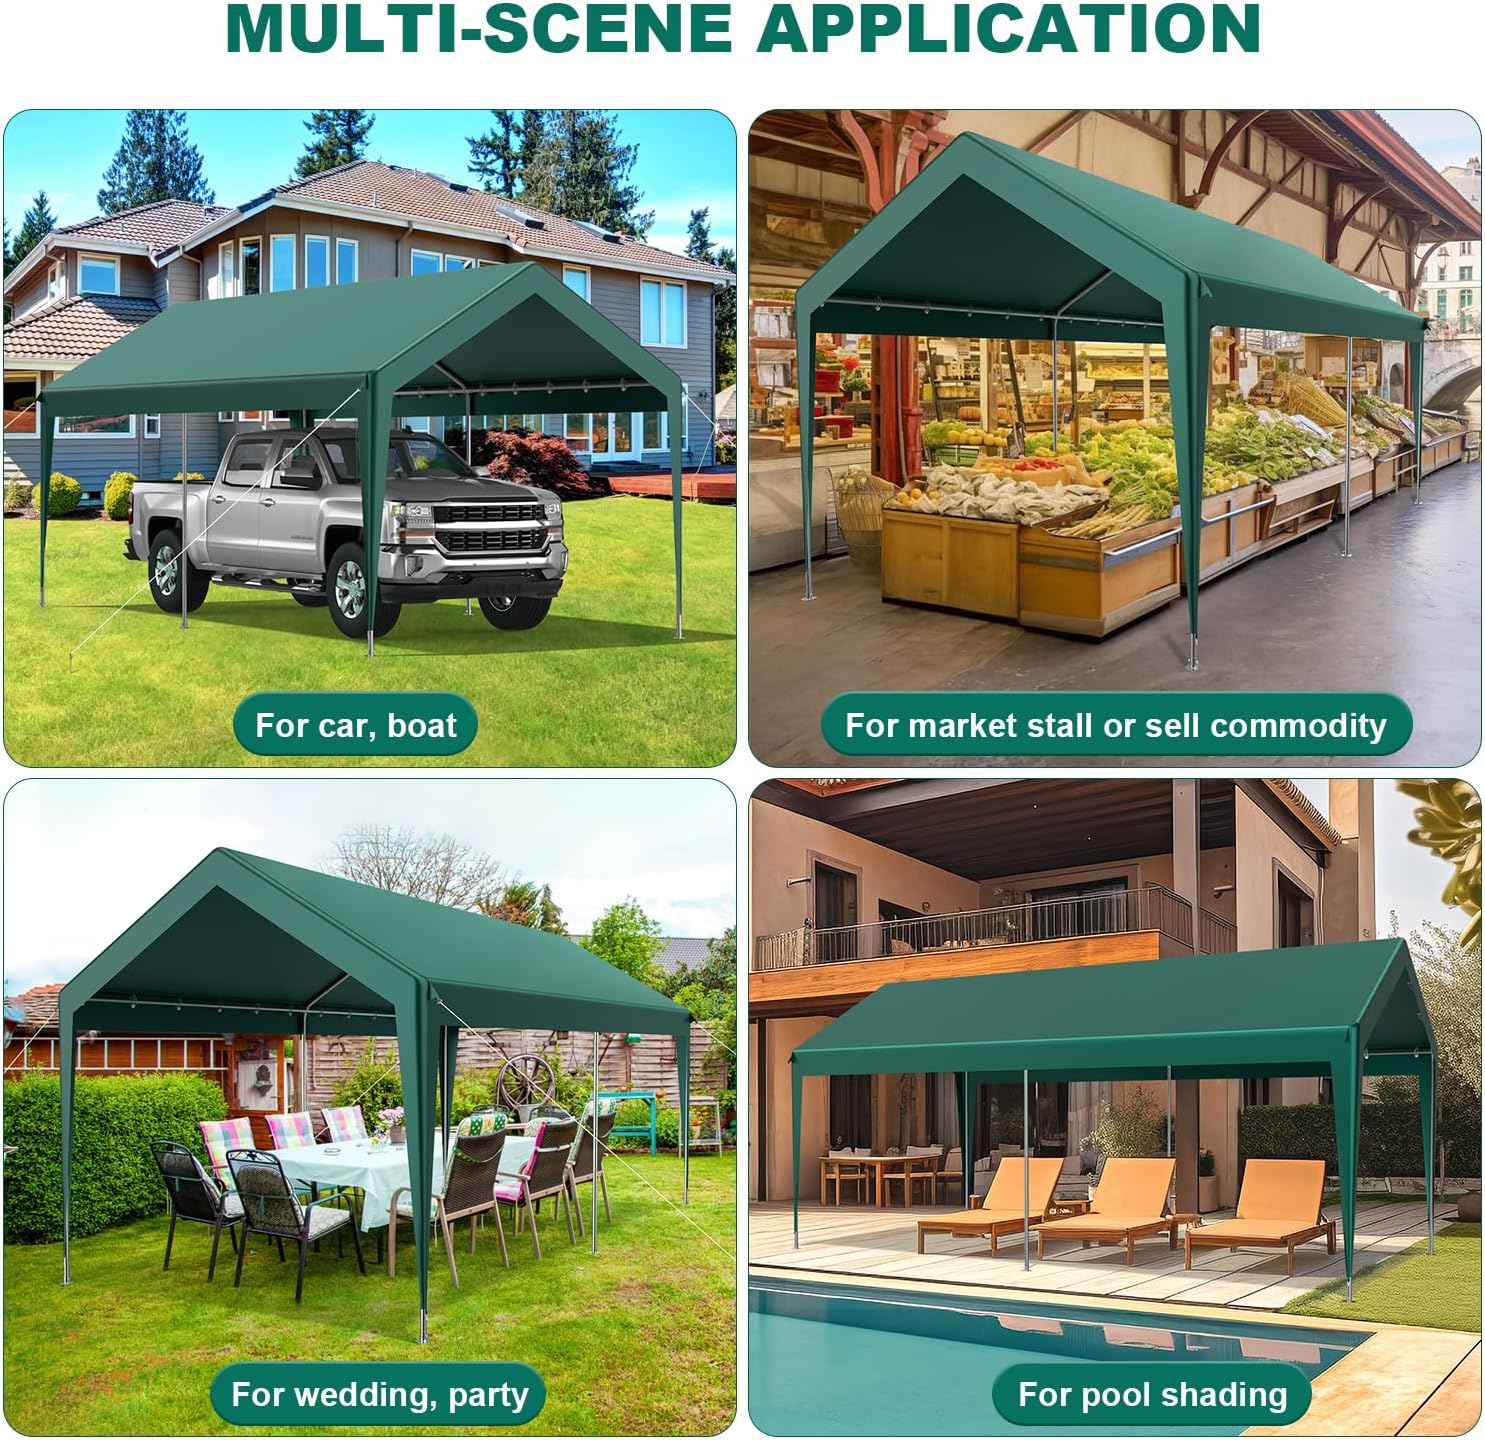 MULTI-SCENE APPLICATION
For car, boat
For market stall or sell commodity
For wedding, party
For pool shading